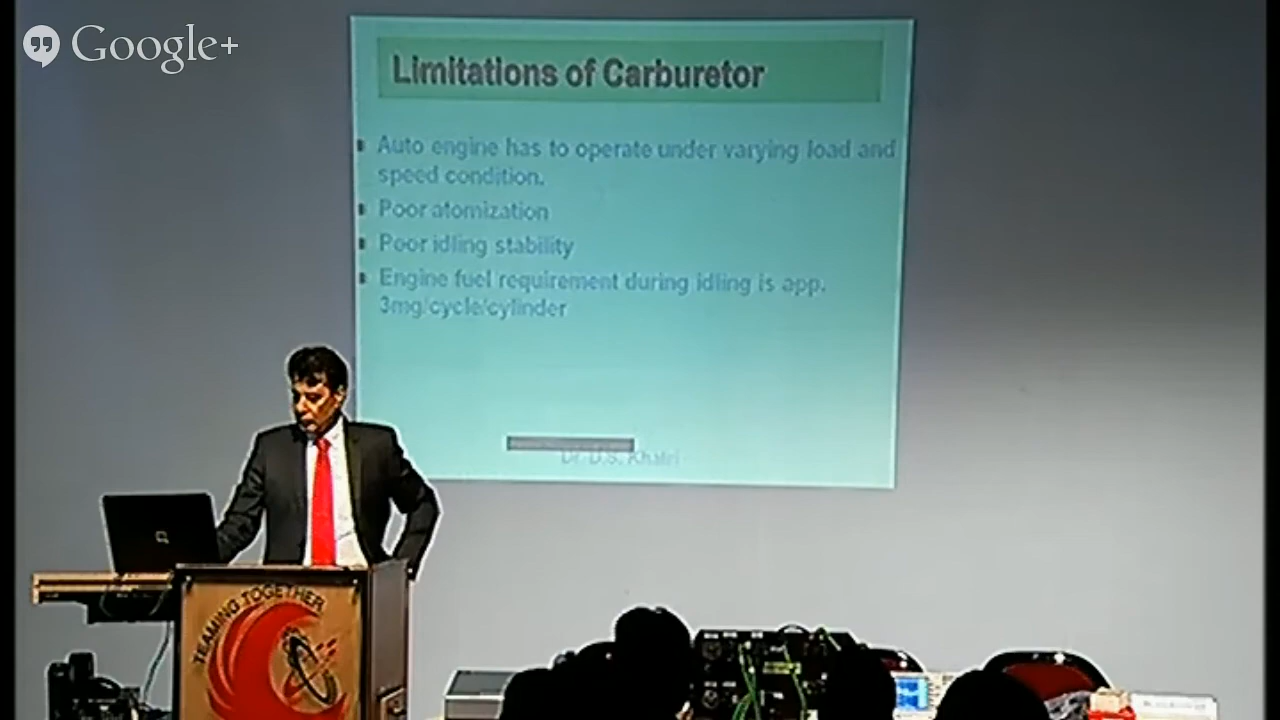 Google+
Limitations of Carburetor
Auto engine has to operate under varying load and
speed condition.
Poor atomization
Poor idling stability
Engine fuel requirement during idling is app.
3mg/cycle/cylinder
Dr. D.S. Khatri
TEAMING TOGETHER